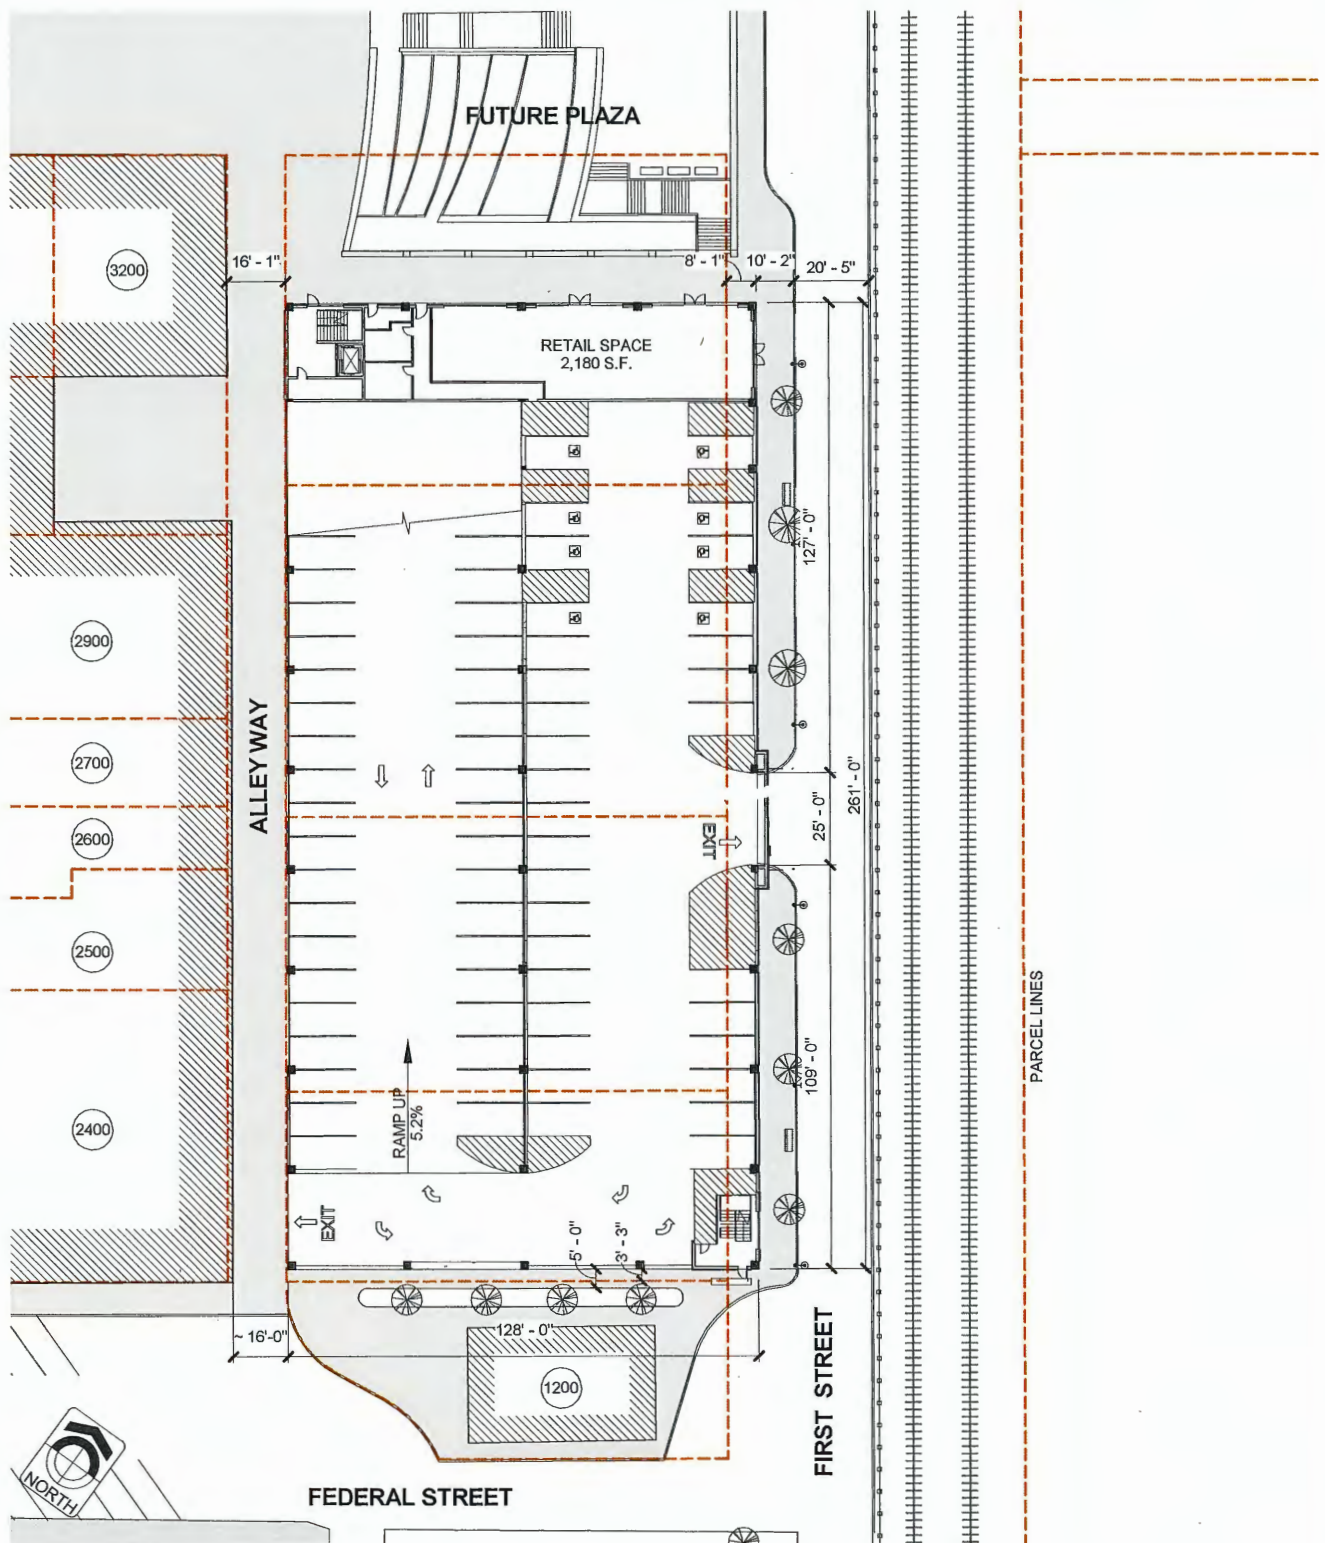 FUTURE PLAZA
3200
16' - 1"
8' - 1"
10' - 2"
20' - 5"
RETAIL SPACE
2,180 S.F.
127' - 0"
2900
ALLEY WAY
2700
261' - 0"
25' - 0"
2600
EXIT
2500
PARCEL LINES
109' - 0"
RAMP UP
5.2%
2400
EXIT
5' - 0"
3' - 3"
~ 16'-0"
128' - 0"
1200
FIRST STREET
NORTH
FEDERAL STREET